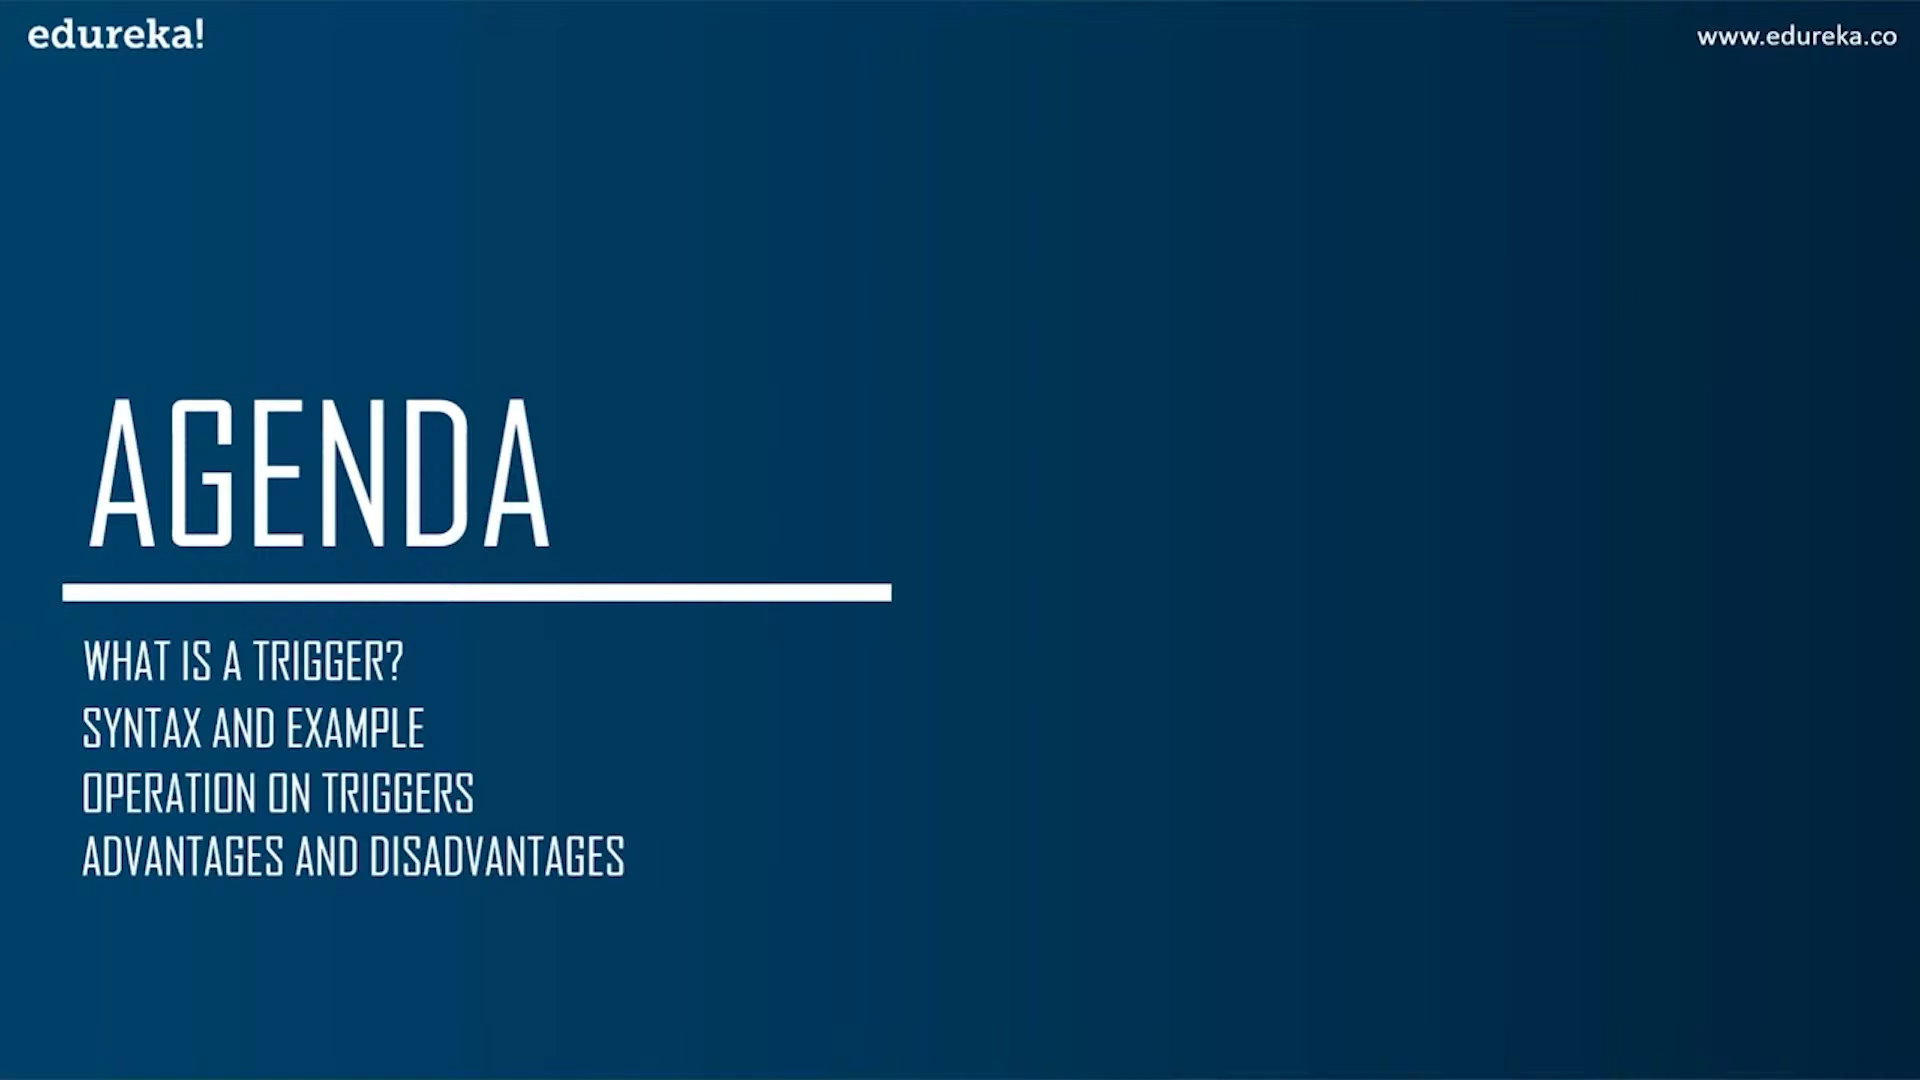 edureka!
www.edureka.co
AGENDA
WHAT IS A TRIGGER?
SYNTAX AND EXAMPLE
OPERATION ON TRIGGERS
ADVANTAGES AND DISADVANTAGES